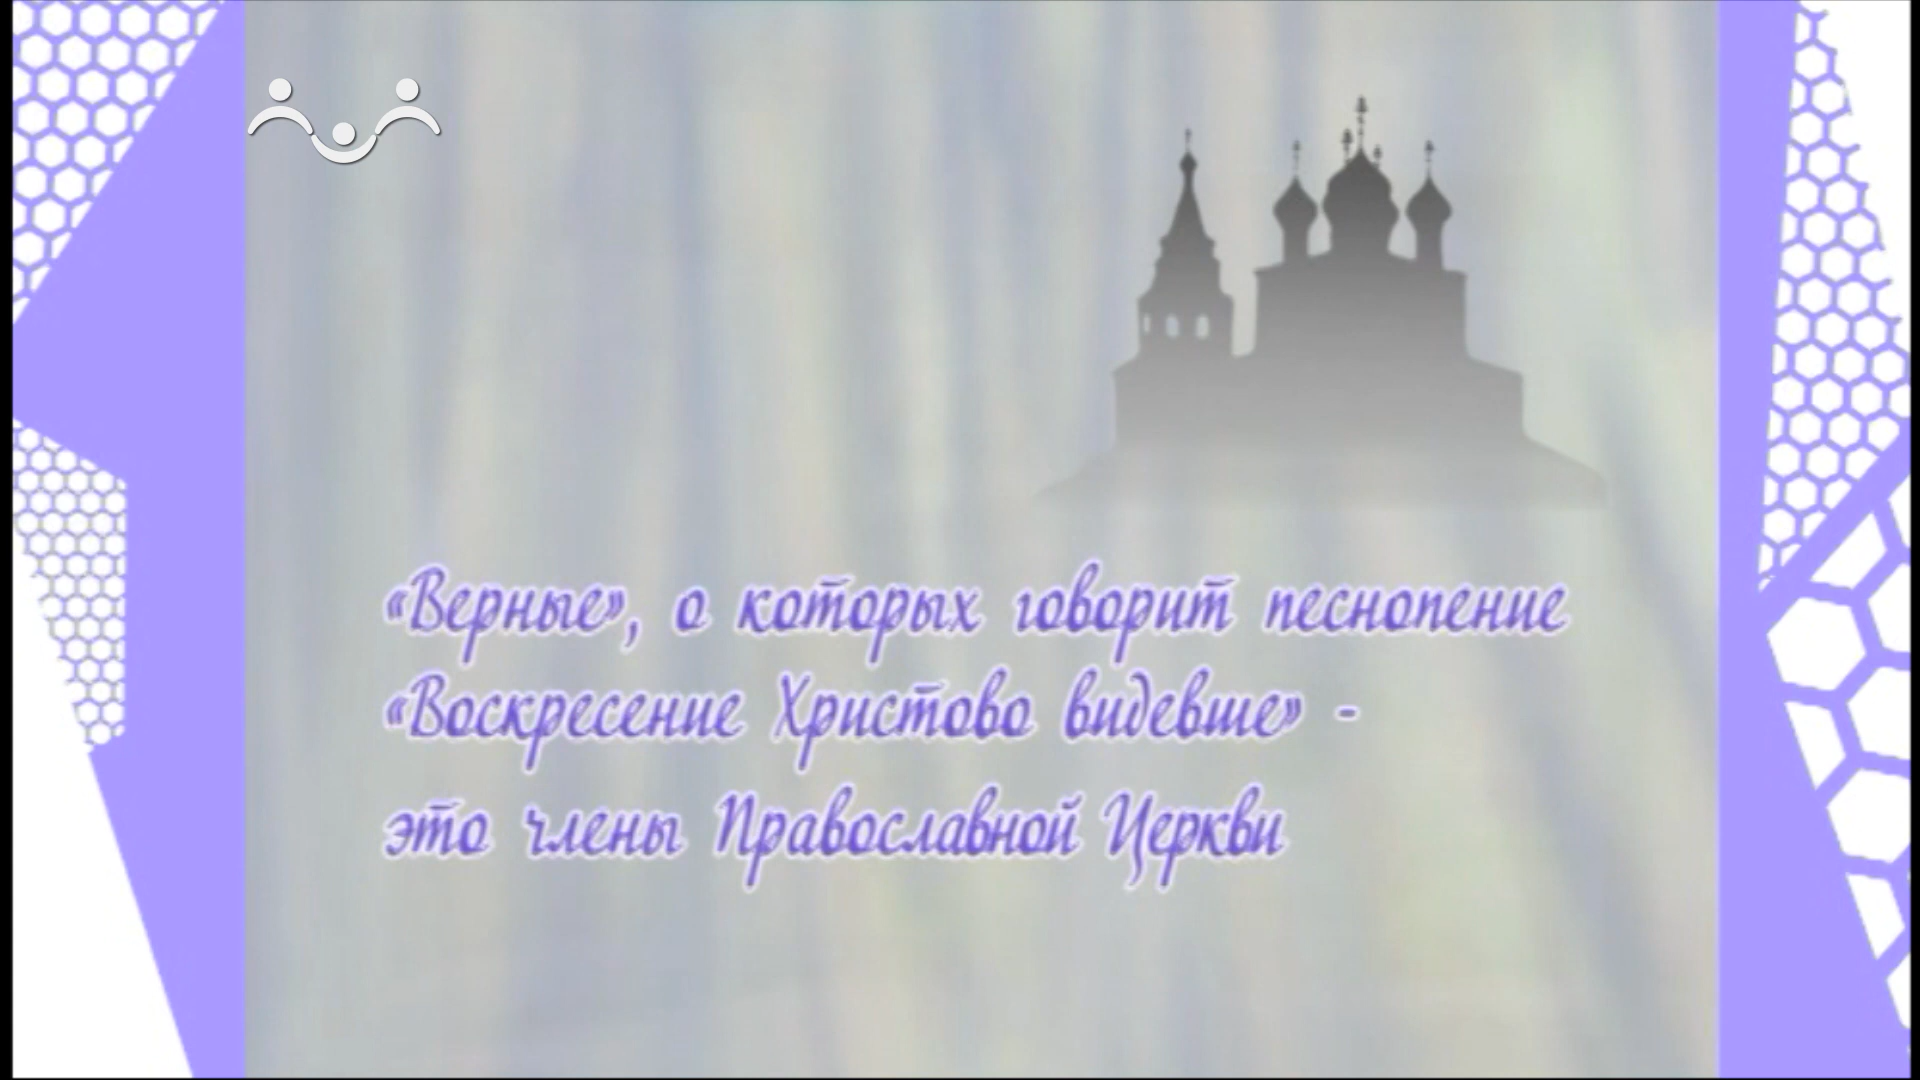 «Верные», о которых говорит песнопение
«Воскресение Христово видевше» -
это члены Православной Церкви